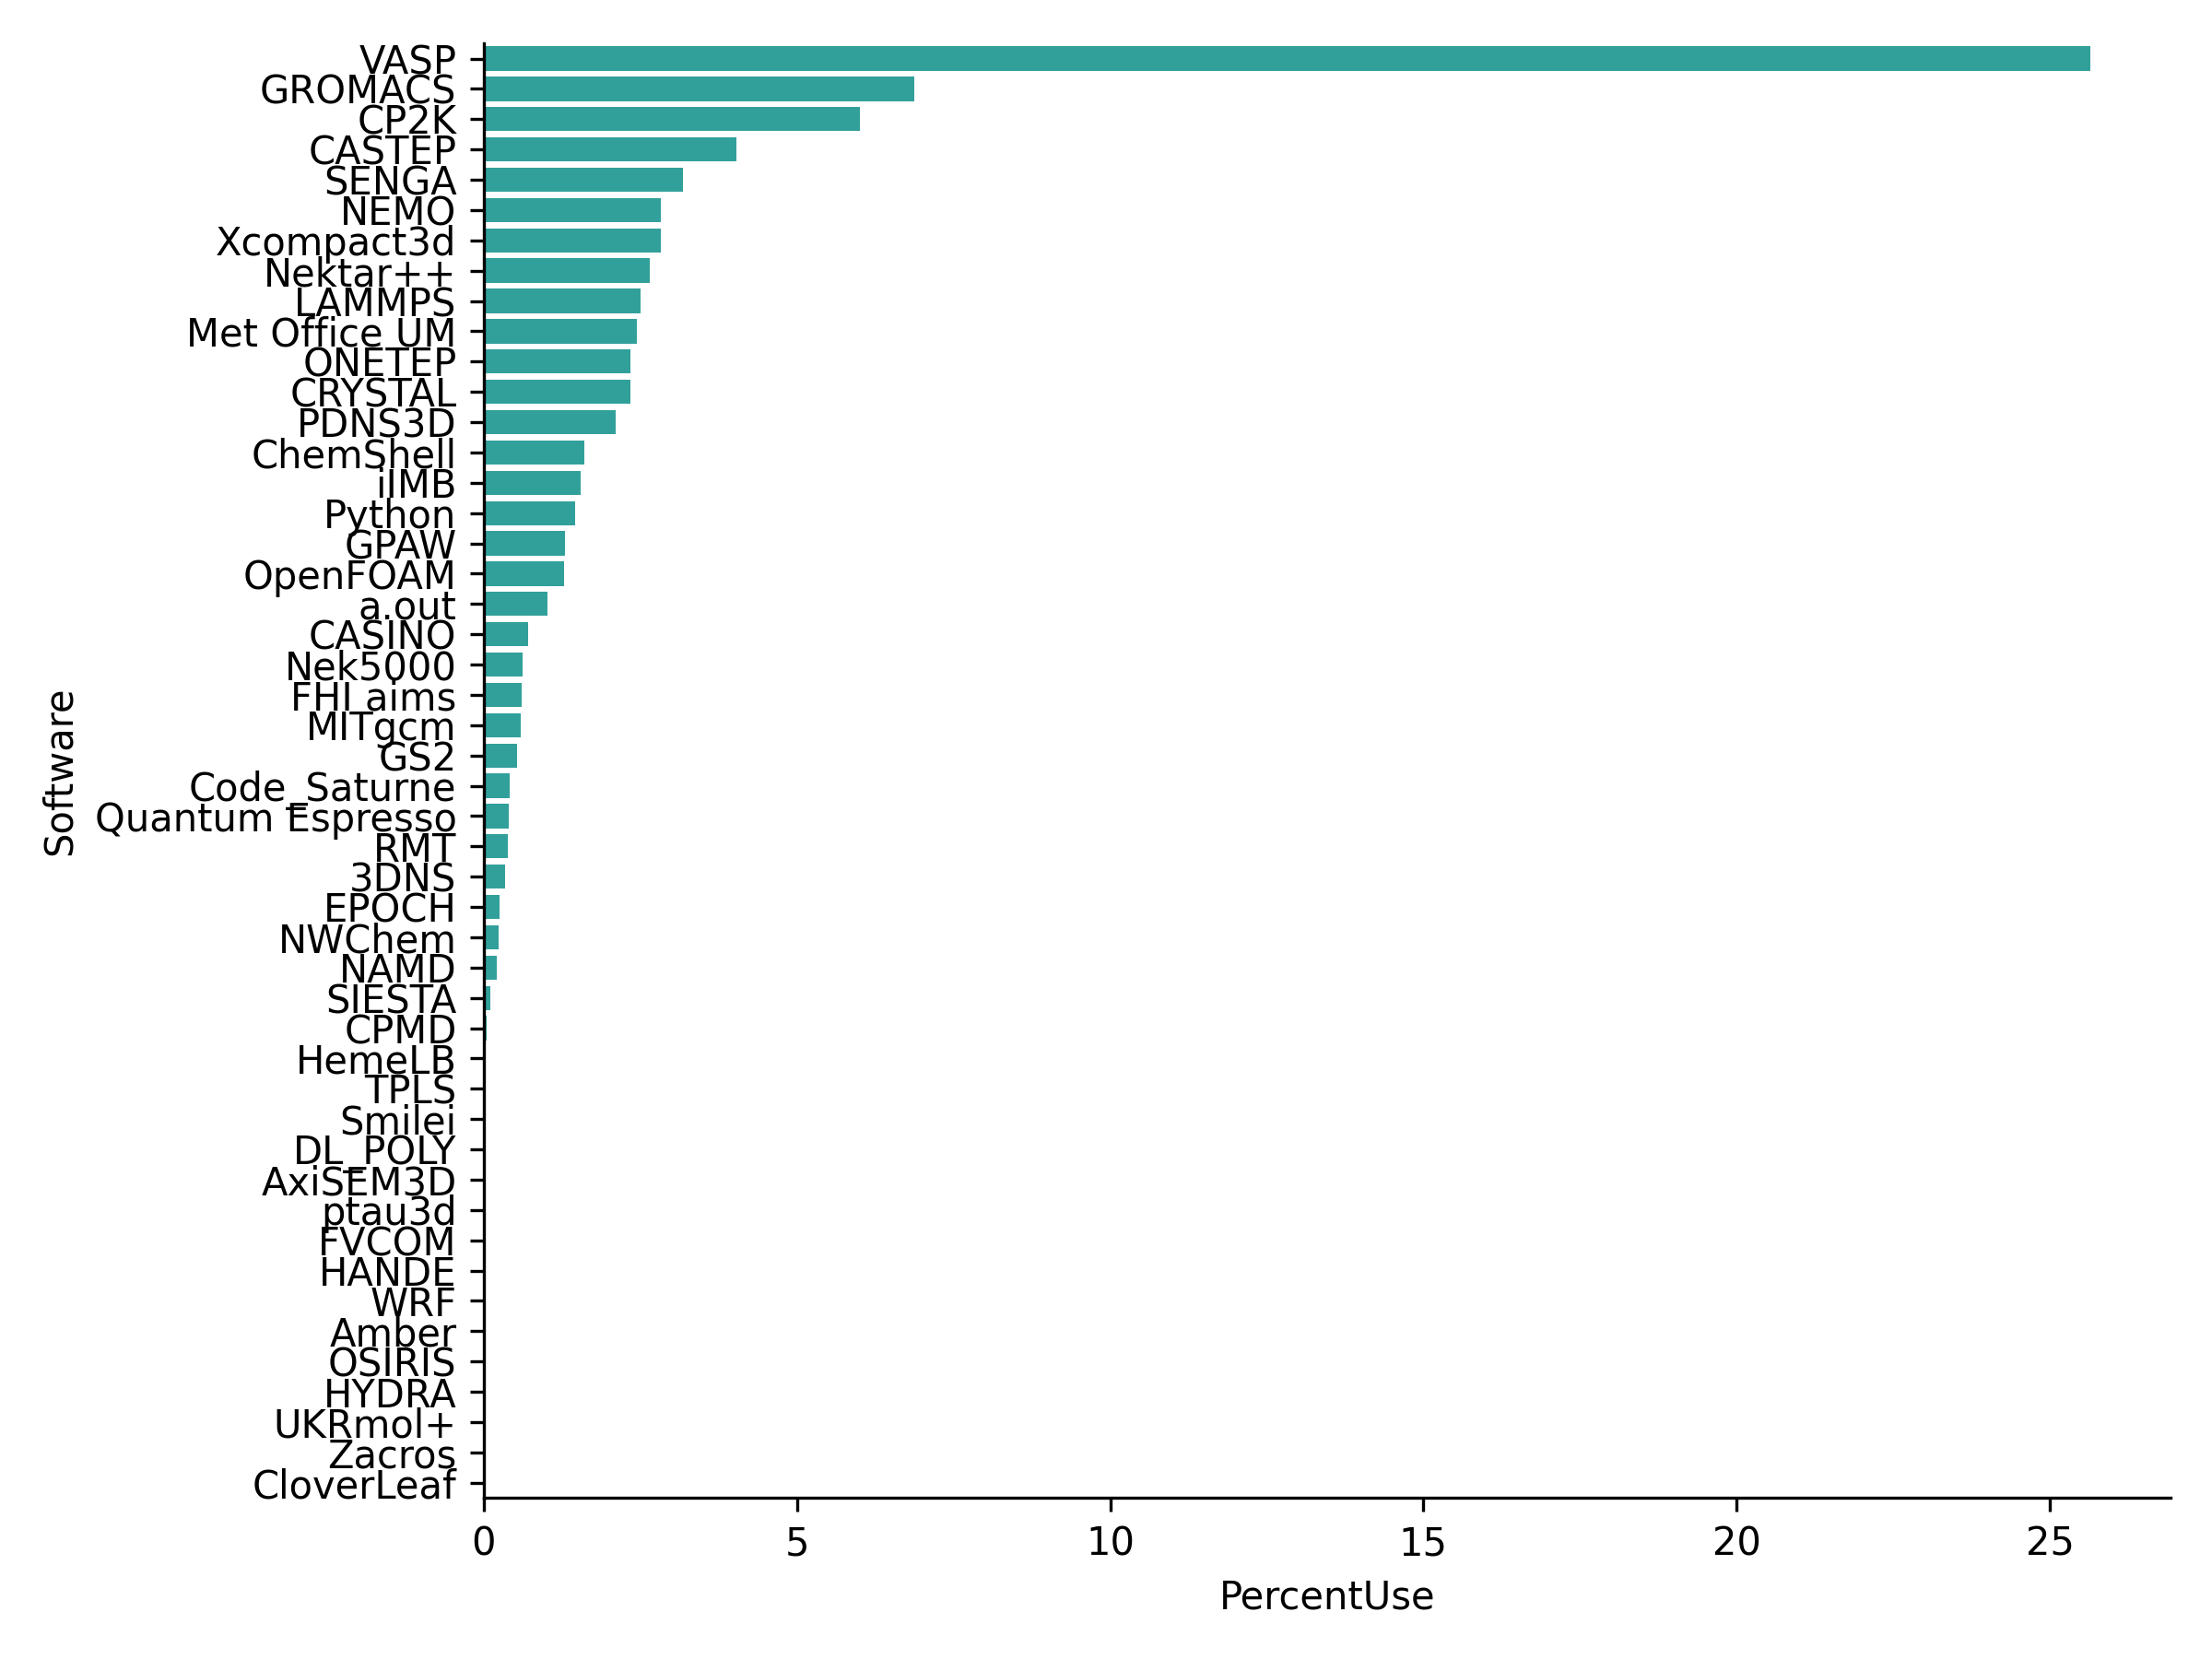 VASP
GROMACS
CP2K
CASTEP
SENGA
NEMO
Xcompact3d
Nektar++
LAMMPS
Met Office UM
ONETEP
CRYSTAL
PDNS3D
ChemShell
iIMB
Python
GPAW
OpenFOAM
a.out
CASINO
Nek5000
FHI aims
MITgcm
GS2
Code_Saturne
Quantum Espresso
RMT
3DNS
EPOCH
NWChem
NAMD
SIESTA
CPMD
HemeLB
TPLS
Smilei
DL_POLY
AxiSEM3D
ptau3d
FVCOM
HANDE
WRF
Amber
OSIRIS
HYDRA
UKRmol+
Zacros
CloverLeaf
Software
0 5 10 15 20 25
PercentUse